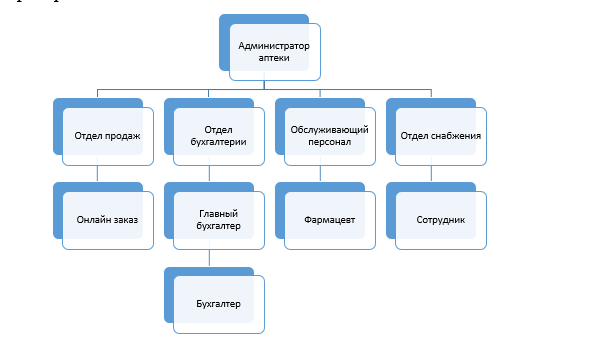 Администратор
аптеки
Отдел продаж
Отдел
бухгалтерии
Обслуживающий
персонал
Отдел снабжения
Онлайн заказ
Главный
бухгалтер
Фармацевт
Сотрудник
Бухгалтер